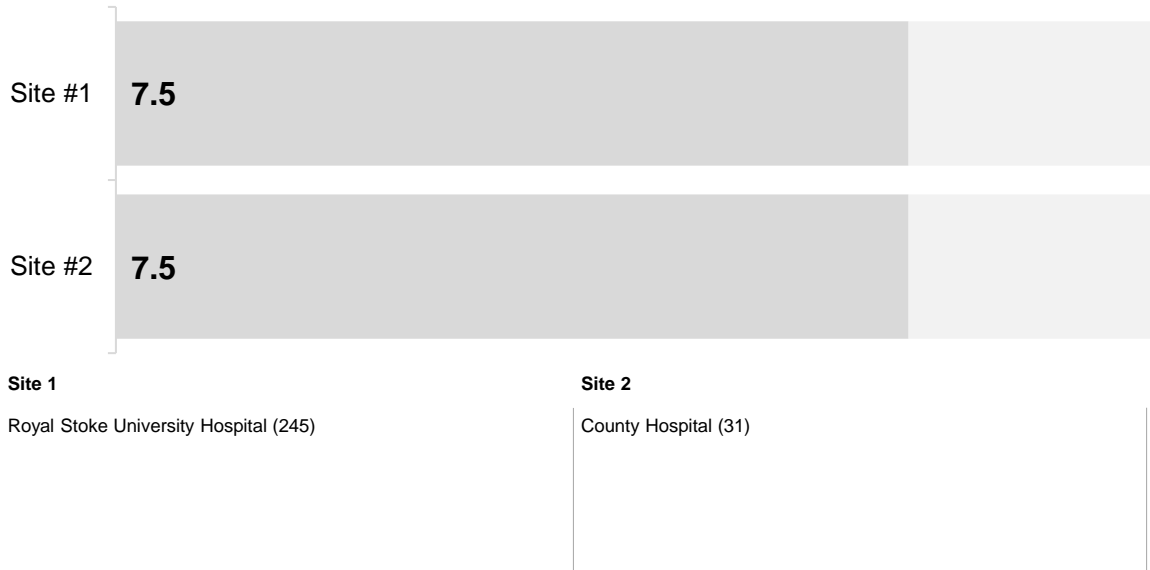 Site #1
7.5
Site #2
7.5
Site 1
Site 2
Royal Stoke University Hospital (245)
County Hospital (31)